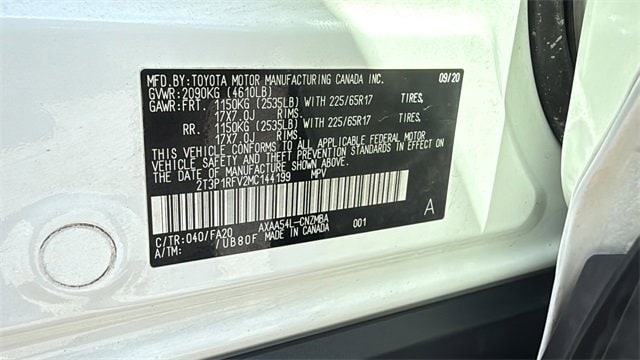 MFD.BY:TOYOTA MOTOR MANUFACTURING CANADA INC. 09/20
GVWR:2090KG (4610LB)
GAWR:FRT. 1150KG (2535LB) WITH 225/65R17 TIRES,
17X7.0J RIMS.
RR. 1150KG (2535LB) WITH 225/65R17 TIRES,
17X7.0J RIMS.
THIS VEHICLE CONFORMS TO ALL APPLICABLE FEDERAL MOTOR
VEHICLE SAFETY AND THEFT PREVENTION STANDARDS IN EFFECT
ON THE DATE OF MANUFACTURE SHOWN ABOVE.
2T3P1RFV2MC144199 MPV
C/TR:040/FA20 AXAA54L-CNZMBA 001 A
A/TM: /UB80F MADE IN CANADA